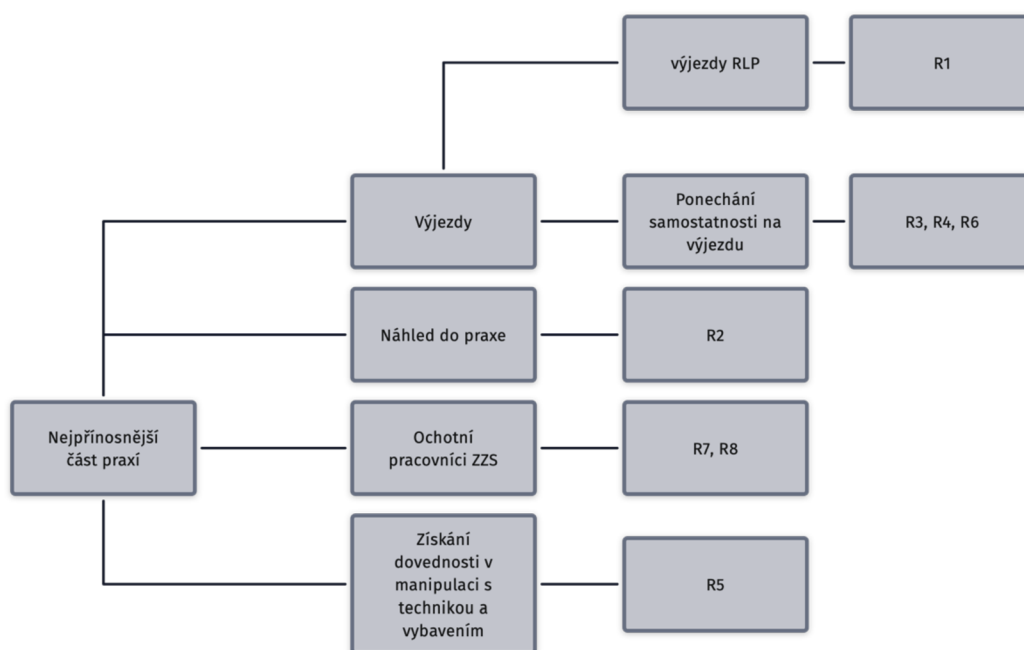 výjezdy RLP
R1
Výjezdy
Ponechání
samostatnosti na
výjezdu
R3, R4, R6
Náhled do praxe
R2
Nejpřínosnější
část praxí
Ochotní
pracovníci ZZS
R7, R8
Získání
dovednosti v
manipulaci s
technikou a
vybavením
R5